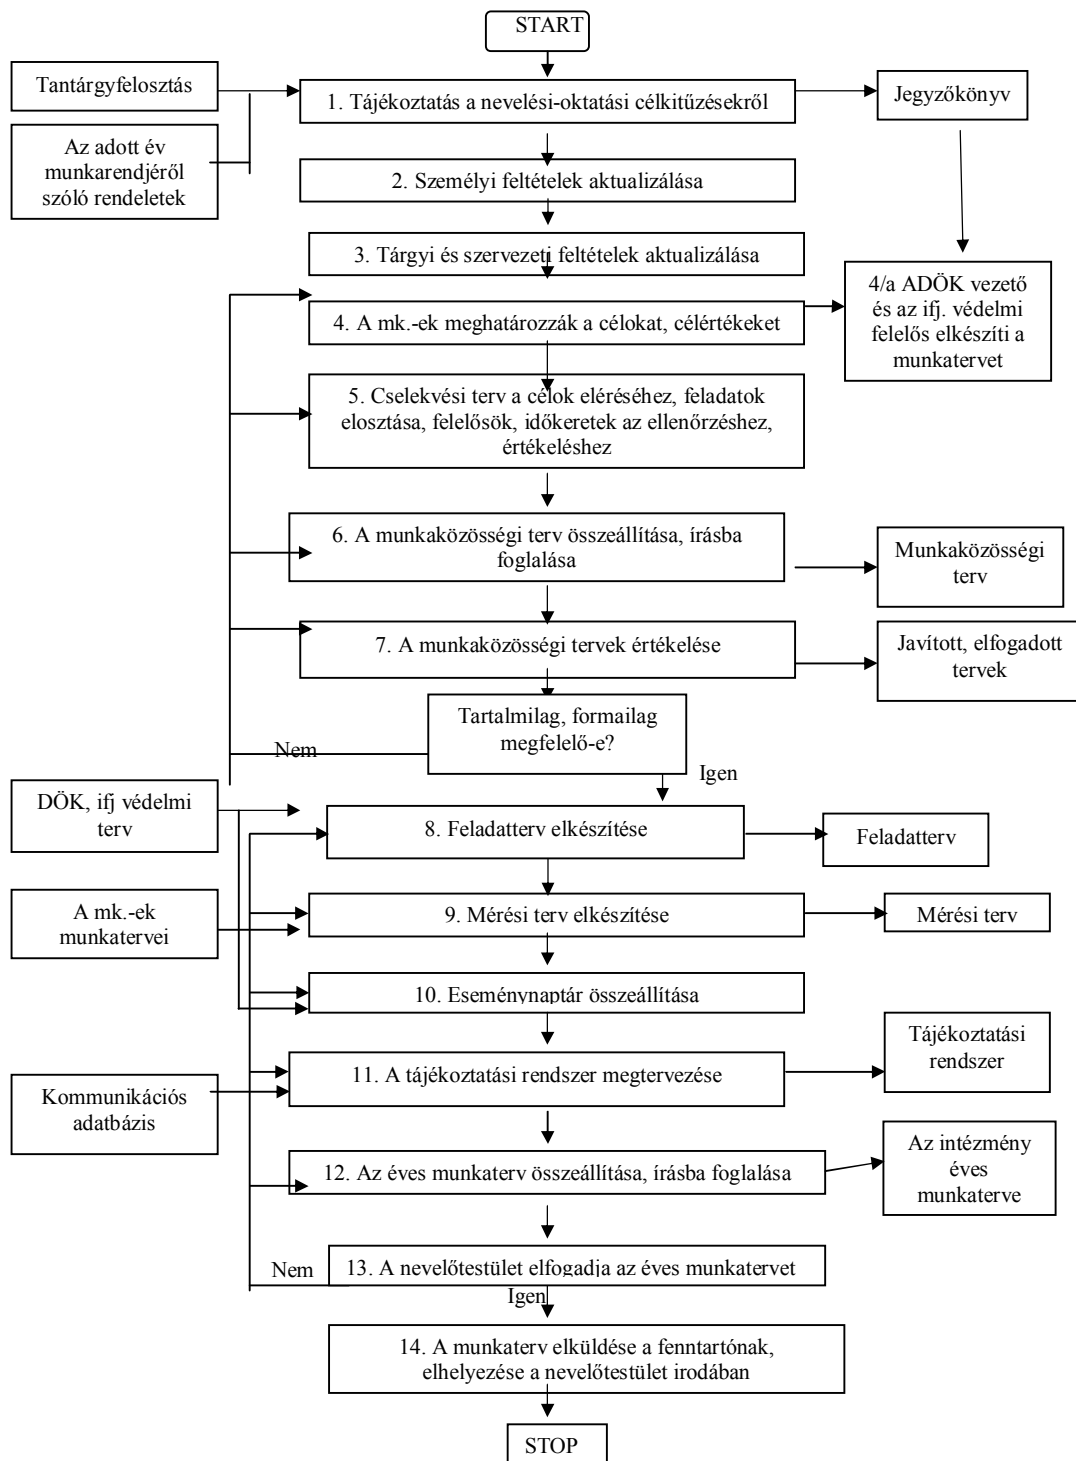 START
Tantárgyfelosztás
1. Tájékoztatás a nevelési-oktatási célkitűzésekről
Jegyzőkönyv
Az adott év
munkarendjéről
szóló rendeletek
2. Személyi feltételek aktualizálása
3. Tárgyi és szervezeti feltételek aktualizálása
4. A mk.-ek meghatározzák a célokat, célértékeket
4/a ADÖK vezető
és az ifj. védelmi
felelős elkészíti a
munkatervet
5. Cselekvési terv a célok eléréséhez, feladatok
elosztása, felelősök, időkeretek az ellenőrzéshez,
értékeléshez
6. A munkaközösségi terv összeállítása, írásba
foglalása
Munkaközösségi
terv
7. A munkaközösségi tervek értékelése
Javított, elfogadott
tervek
Tartalmilag, formailag
megfelelő-e?
Nem
Igen
DÖK, ifj védelmi
terv
8. Feladatterv elkészítése
Feladatterv
A mk.-ek
munkatervei
9. Mérési terv elkészítése
Mérési terv
10. Eseménynaptár összeállítása
Tájékoztatási
rendszer
11. A tájékoztatási rendszer megtervezése
Kommunikációs
adatbázis
12. Az éves munkaterv összeállítása, írásba foglalása
Az intézmény
éves
munkaterve
13. A nevelőtestület elfogadja az éves munkatervet
Nem
Igen
14. A munkaterv elküldése a fenntartónak,
elhelyezése a nevelőtestület irodában
STOP